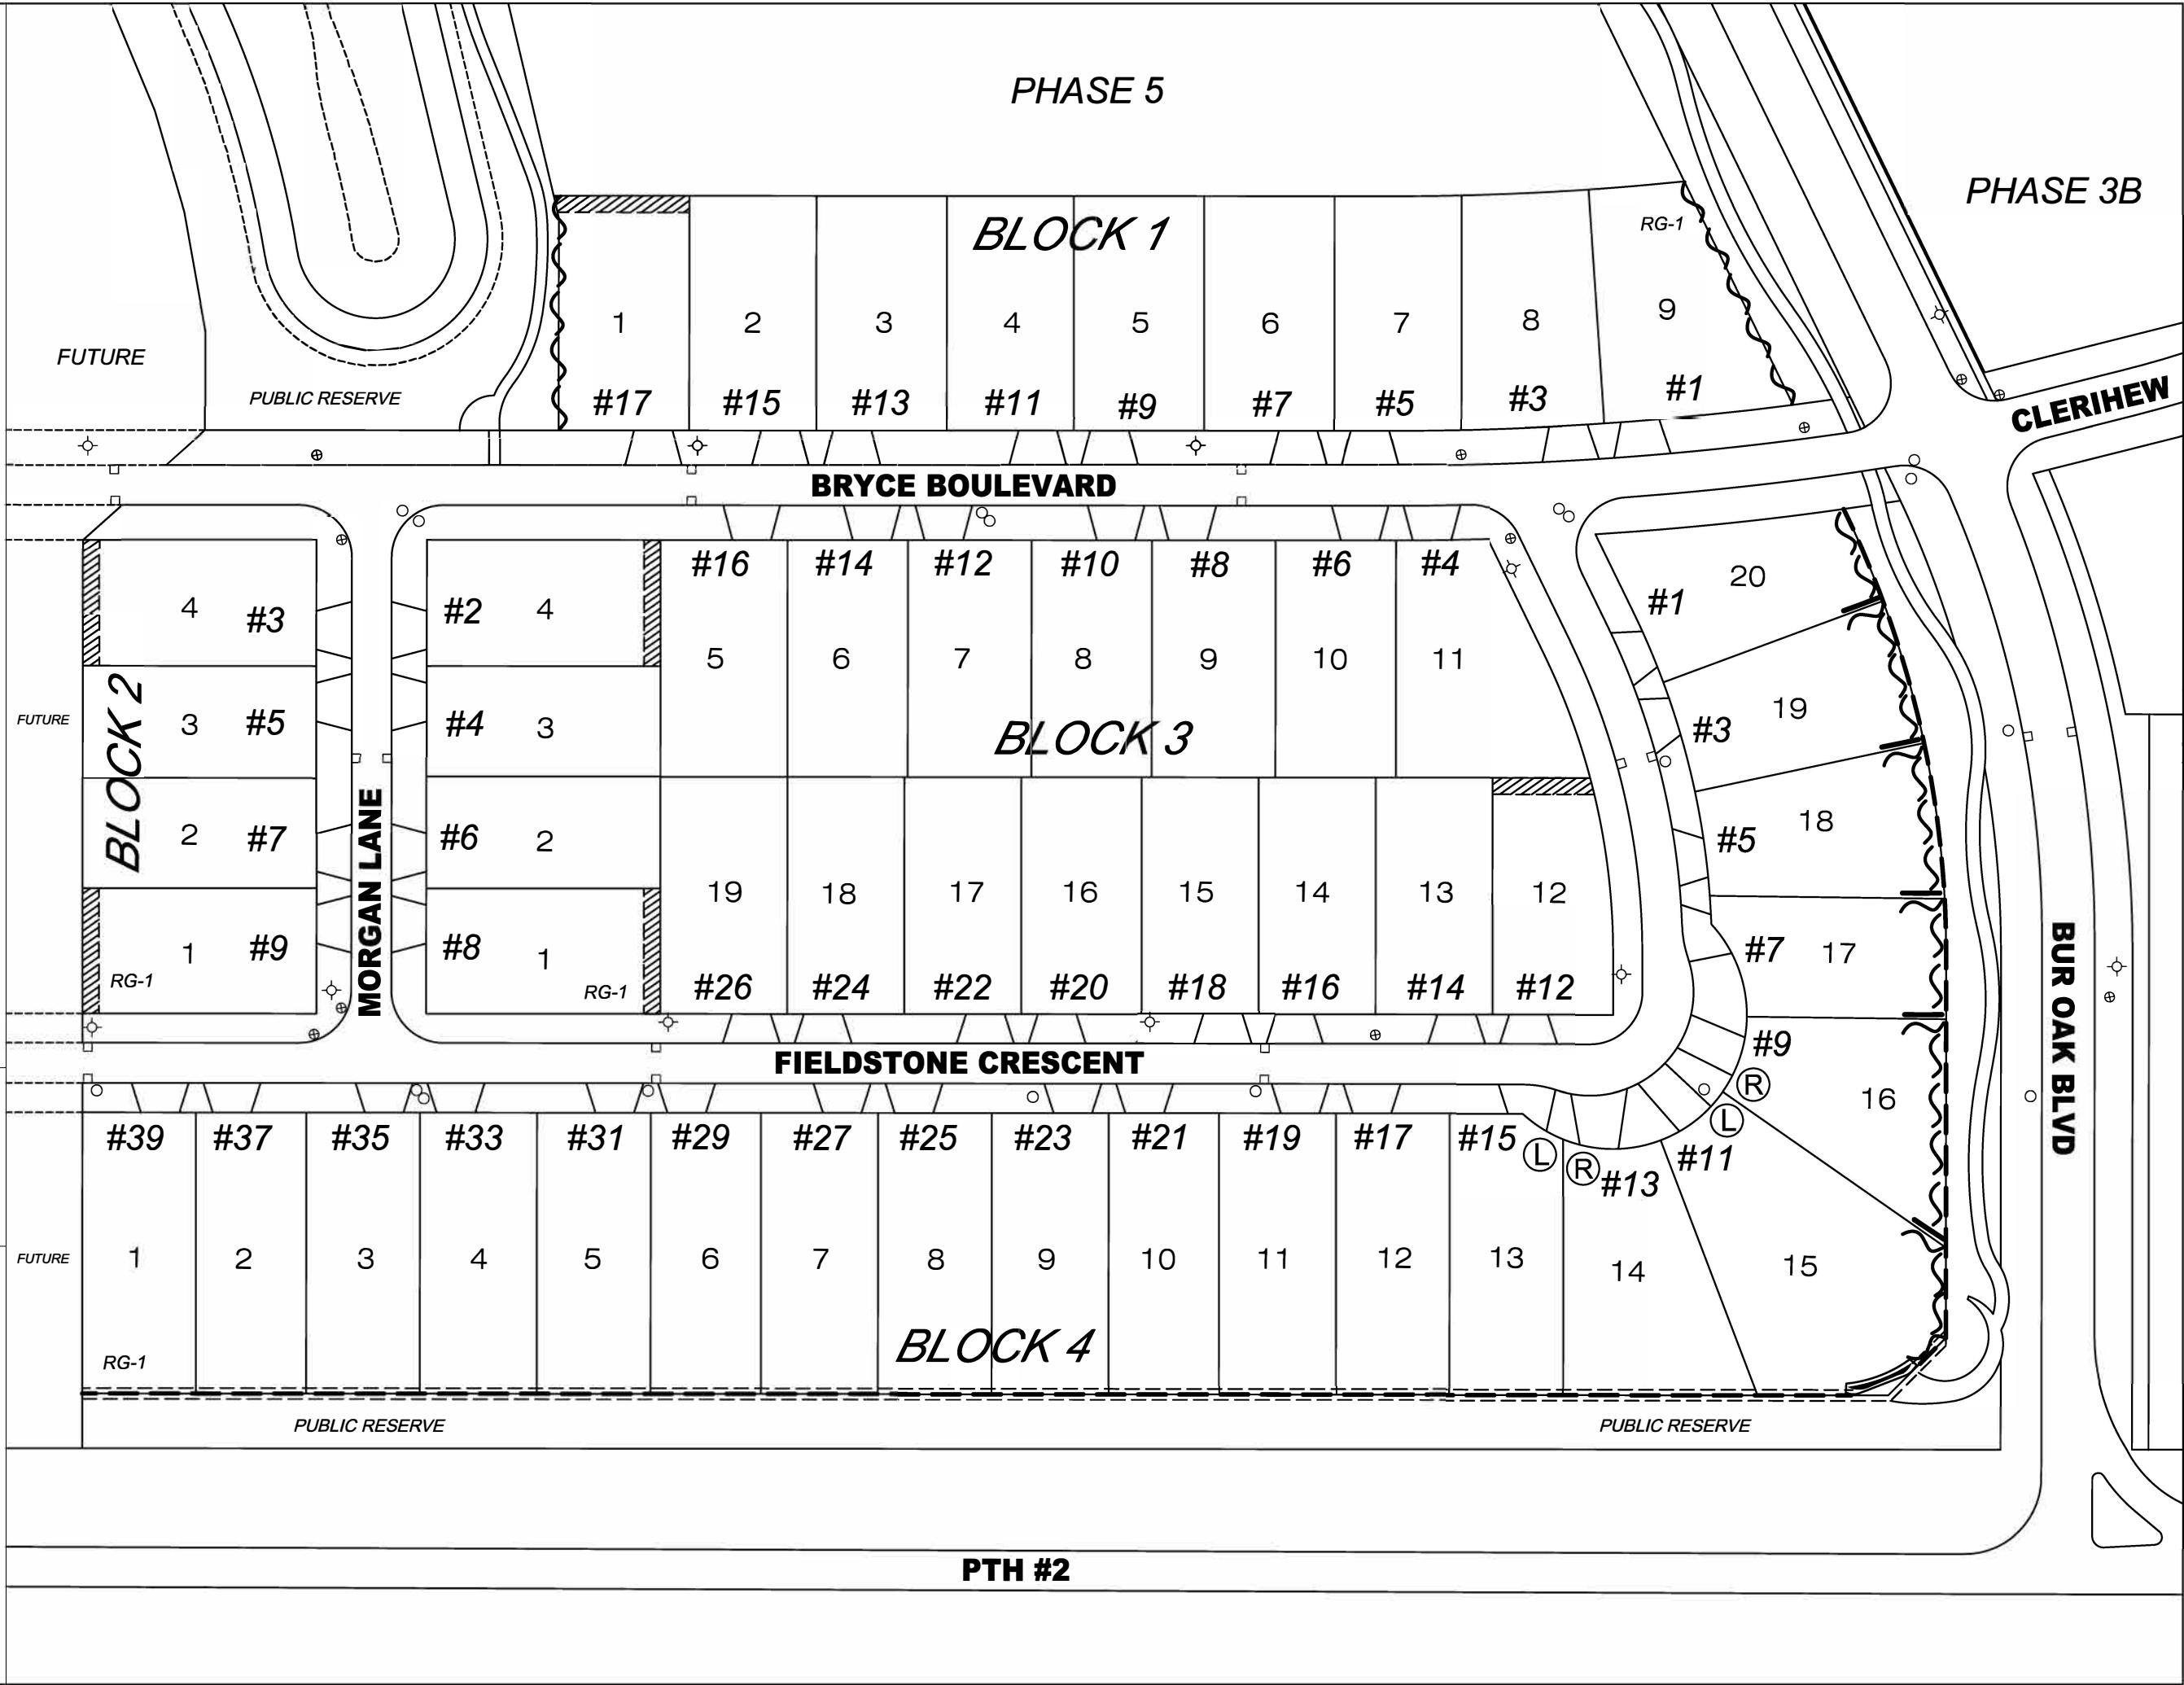 PHASE 5
PHASE 3B
BLOCK 1
RG-1
1 2 3 4 5 6 7 8 9
FUTURE
PUBLIC RESERVE
#17 #15 #13 #11 #9 #7 #5 #3 #1
CLERIHEW
BRYCE BOULEVARD
4 #3
3 #5
2 #7
1 #9
RG-1
BLOCK 2
FUTURE
MORGAN LANE
#2 4
#4 3
#6 2
#8 1
RG-1
#16 #14 #12 #10 #8 #6 #4
5 6 7 8 9 10 11
BLOCK 3
19 18 17 16 15 14 13 12
#26 #24 #22 #20 #18 #16 #14 #12
#1 20
#3 19
#5 18
#7 17
#9
R
16
L
#11
15
BUR OAK BLVD
FIELDSTONE CRESCENT
#39 #37 #35 #33 #31 #29 #27 #25 #23 #21 #19 #17 #15 L R #13
FUTURE
1 2 3 4 5 6 7 8 9 10 11 12 13 14
RG-1
BLOCK 4
PUBLIC RESERVE
PUBLIC RESERVE
PTH #2